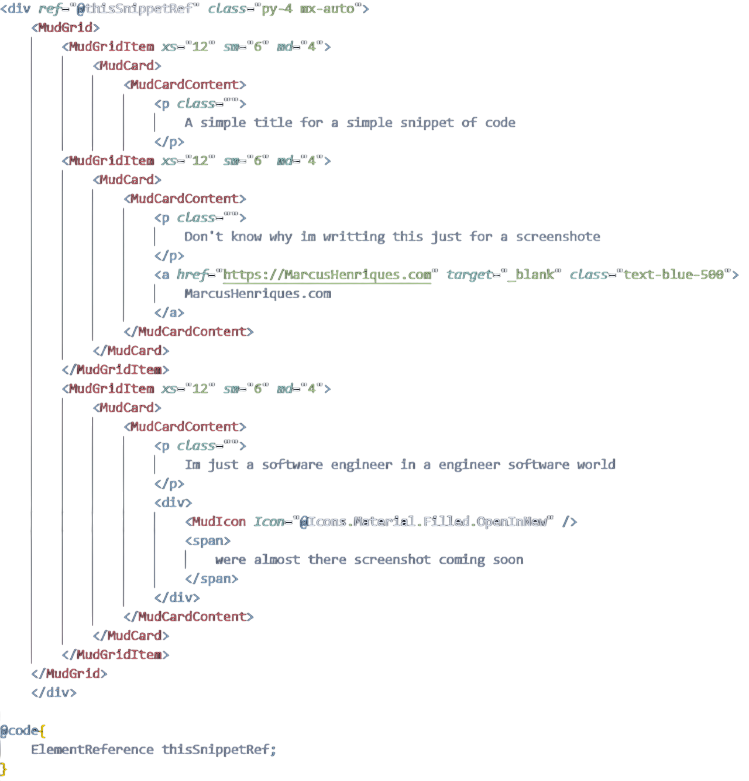 <div ref="@thisSnippetRef" class="py-4 mx-auto">
<MudGrid>
<MudGridItem xs="12" sm="6" md="4">
<MudCard>
<MudCardContent>
<p class="">
A simple title for a simple snippet of code
</p>
<MudGridItem xs="12" sm="6" md="4">
<MudCard>
<MudCardContent>
<p class="">
Don't know why im writting this just for a screenshote
</p>
<a href="https://MarcusHenriques.com" target="_blank" class="text-blue-500">
MarcusHenriques.com
</a>
</MudCardContent>
</MudCard>
</MudGridItem>
<MudGridItem xs="12" sm="6" md="4">
<MudCard>
<MudCardContent>
<p class="">
Im just a software engineer in a engineer software world
</p>
<div>
<MudIcon Icon="@Icons.Material.Filled.OpenInNew" />
<span>
were almost there screenshot coming soon
</span>
</div>
</MudCardContent>
</MudCard>
</MudGridItem>
</MudGrid>
</div>
@code{
ElementReference thisSnippetRef;
}